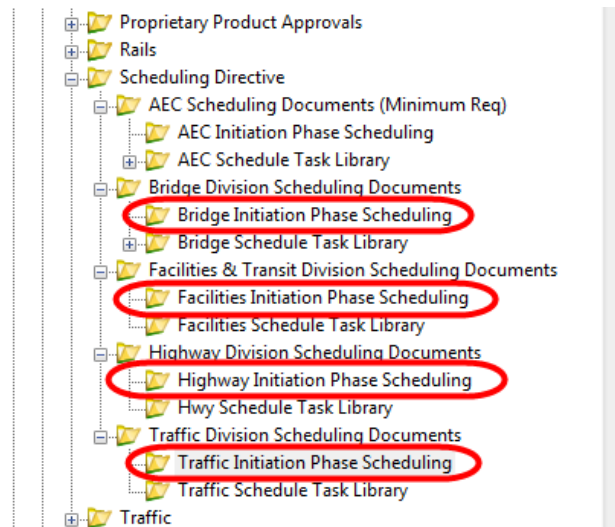 Proprietary Product Approvals
Rails
Scheduling Directive
AEC Scheduling Documents (Minimum Req)
AEC Initiation Phase Scheduling
AEC Schedule Task Library
Bridge Division Scheduling Documents
Bridge Initiation Phase Scheduling
Bridge Schedule Task Library
Facilities & Transit Division Scheduling Documents
Facilities Initiation Phase Scheduling
Facilities Schedule Task Library
Highway Division Scheduling Documents
Highway Initiation Phase Scheduling
Hwy Schedule Task Library
Traffic Division Scheduling Documents
Traffic Initiation Phase Scheduling
Traffic Schedule Task Library
Traffic